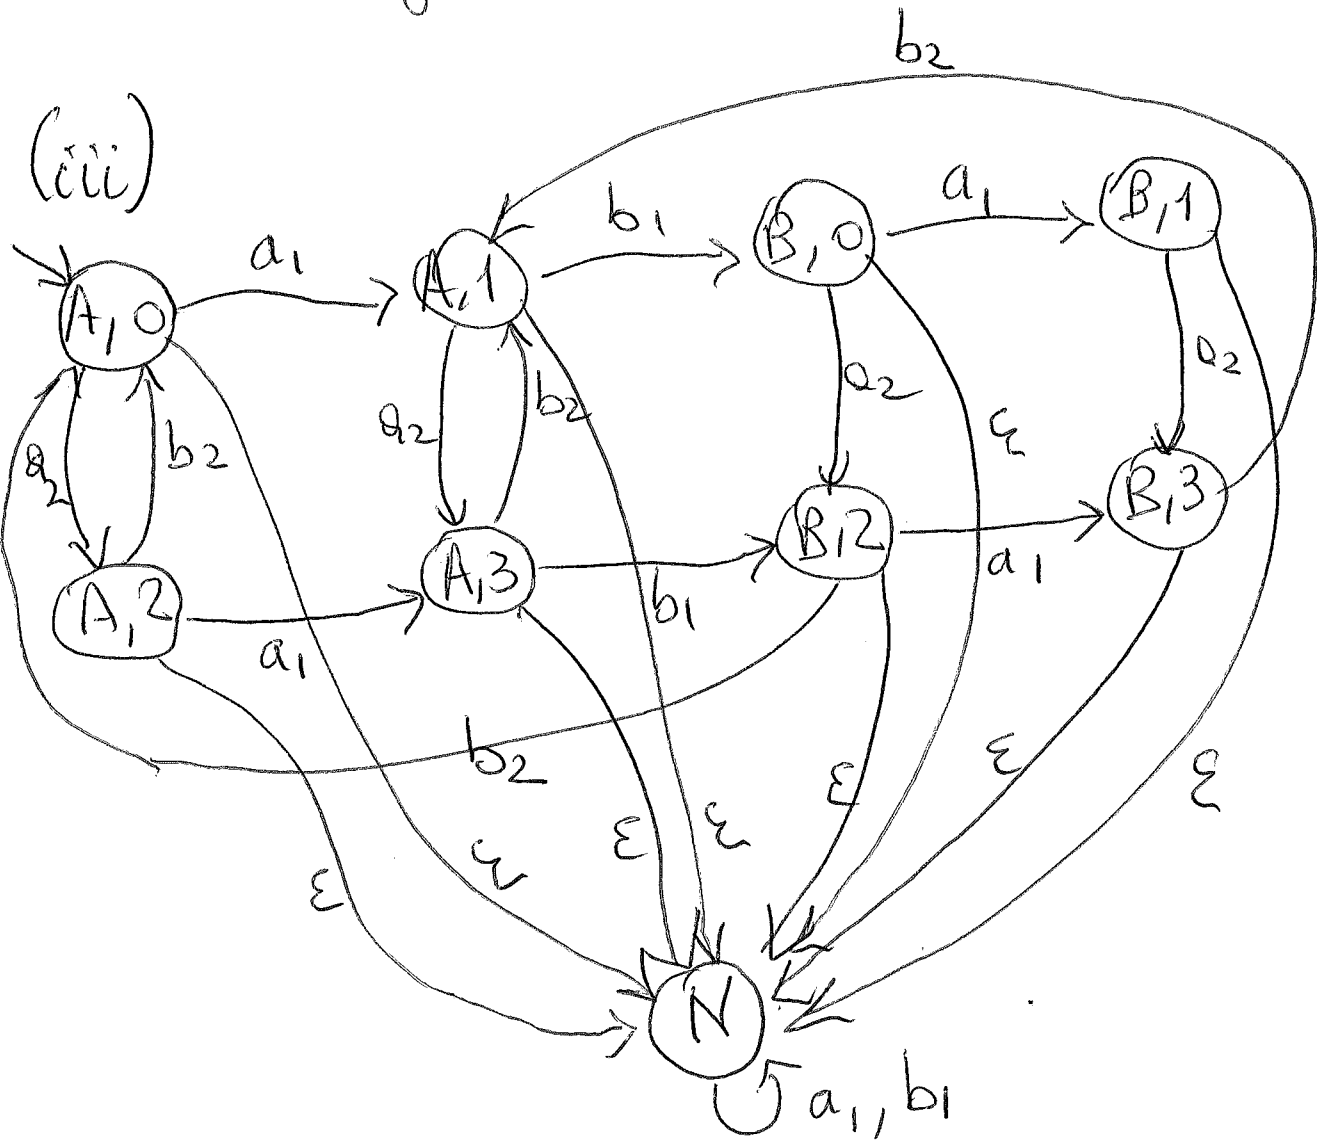 b2
(iii)
a1
b1
a1
A, 0
A, 1
B, 0
B, 1
a2
b2
a2
b2
a2
ε
a2
A, 2
a1
A, 3
b1
B, 2
a1
B, 3
b2
ε
ε
ε
ε
ε
ε
ε
ε
N
a1, b1